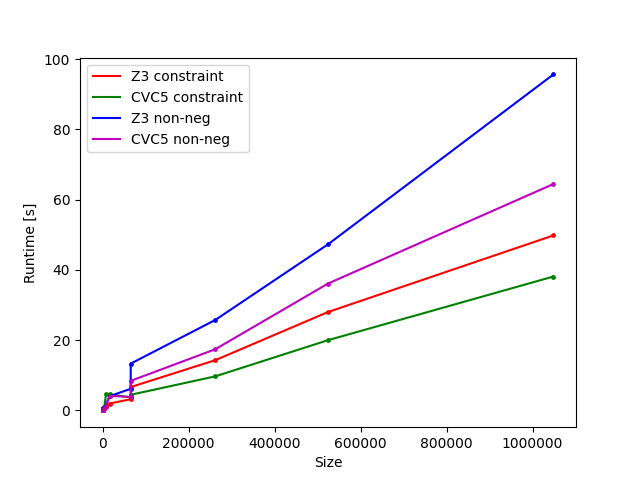 100
80
60
40
20
0
Runtime [s]
Z3 constraint
CVC5 constraint
Z3 non-neg
CVC5 non-neg
0 200000 400000 600000 800000 1000000
Size